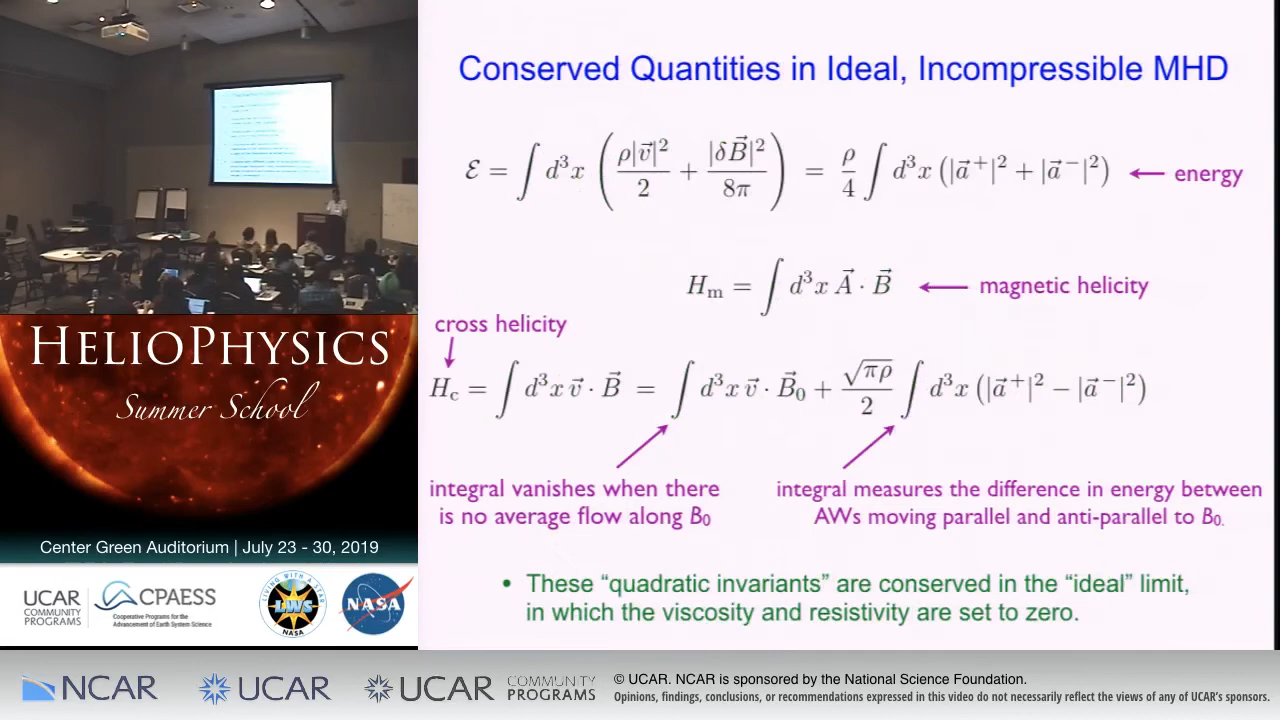 Conserved Quantities in Ideal, Incompressible MHD
ℰ = ∫ d³x ( ρ|v⃗|²/2 + |δB⃗|²/8π ) = ρ/4 ∫ d³x (|a⃗⁺|² + |a⃗⁻|²) ← energy
Hₘ = ∫ d³x A⃗ · B⃗ ← magnetic helicity
cross helicity
H_c = ∫ d³x v⃗ · B⃗ = ∫ d³x v⃗ · B⃗₀ + √(πρ)/2 ∫ d³x (|a⃗⁺|² − |a⃗⁻|²)
integral vanishes when there
is no average flow along B₀
integral measures the difference in energy between
AWs moving parallel and anti-parallel to B₀.
• These “quadratic invariants” are conserved in the “ideal” limit,
in which the viscosity and resistivity are set to zero.
HELIOPHYSICS
Summer School
Center Green Auditorium | July 23 - 30, 2019
UCAR
COMMUNITY
PROGRAMS
CPAESS
Cooperative Programs for the
Advancement of Earth System Science
LIVING WITH A STAR
LWS
NASA
NASA
NCAR
UCAR
UCAR
COMMUNITY
PROGRAMS
© UCAR. NCAR is sponsored by the National Science Foundation.
Opinions, findings, conclusions, or recommendations expressed in this video do not necessarily reflect the views of any of UCAR's sponsors.